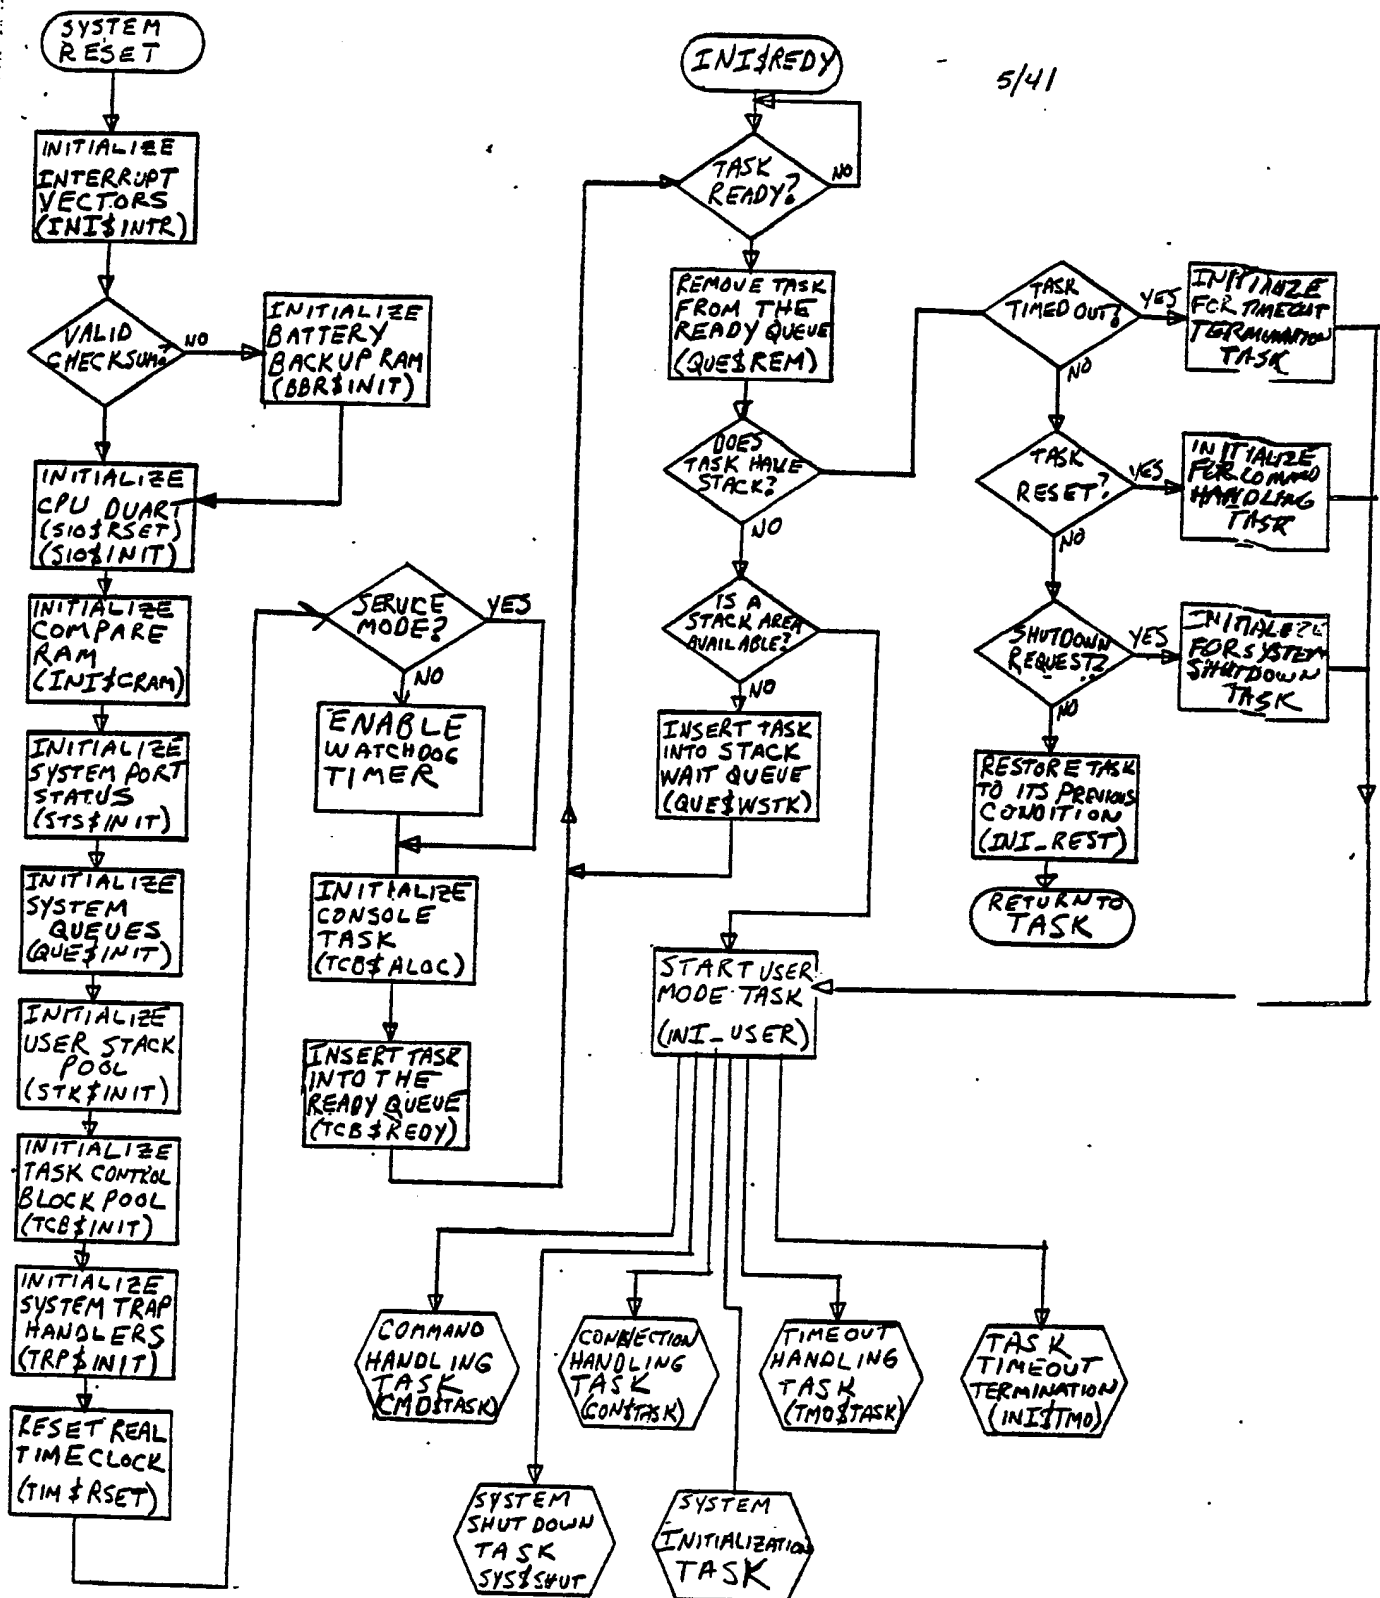 SYSTEM
RESET
INITIALIZE
INTERRUPT
VECTORS
(INI$INTR)
VALID
CHECKSUM?
NO
INITIALIZE
BATTERY
BACKUP RAM
(BBR$INIT)
INITIALIZE
CPU DUART
(SIO$RSET)
(SIO$INIT)
INITIALIZE
COMPARE
RAM
(INI$CRAM)
INITIALIZE
SYSTEM PORT
STATUS
(STS$INIT)
INITIALIZE
SYSTEM
QUEUES
(QUE$INIT)
INITIALIZE
USER STACK
POOL
(STK$INIT)
INITIALIZE
TASK CONTROL
BLOCK POOL
(TCB$INIT)
INITIALIZE
SYSTEM TRAP
HANDLERS
(TRP$INIT)
RESET REAL
TIME CLOCK
(TIM$RSET)
SERVICE
MODE?
YES
NO
ENABLE
WATCHDOG
TIMER
INITIALIZE
CONSOLE
TASK
(TCB$ALOC)
INSERT TASK
INTO THE
READY QUEUE
(TCB$REDY)
INI$REDY
5/41
TASK
READY?
NO
REMOVE TASK
FROM THE
READY QUEUE
(QUE$REM)
DOES
TASK HAVE
STACK?
NO
IS A
STACK AREA
AVAILABLE?
NO
INSERT TASK
INTO STACK
WAIT QUEUE
(QUE$WSTK)
START USER
MODE TASK
(INI_USER)
TASK
TIMED OUT?
YES
NO
INITIALIZE
FOR TIMEOUT
TERMINATION
TASK
TASK
RESET?
YES
NO
INITIALIZE
FOR COMMD
HANDLING
TASK
SHUTDOWN
REQUEST?
YES
NO
INITIALIZE
FOR SYSTEM
SHUTDOWN
TASK
RESTORE TASK
TO ITS PREVIOUS
CONDITION
(INI_REST)
RETURN TO
TASK
COMMAND
HANDLING
TASK
(CMD$TASK)
CONNECTION
HANDLING
TASK
(CON$TASK)
TIMEOUT
HANDLING
TASK
(TMO$TASK)
TASK
TIMEOUT
TERMINATION
(INI$TMO)
SYSTEM
SHUT DOWN
TASK
SYS$SHUT
SYSTEM
INITIALIZATION
TASK